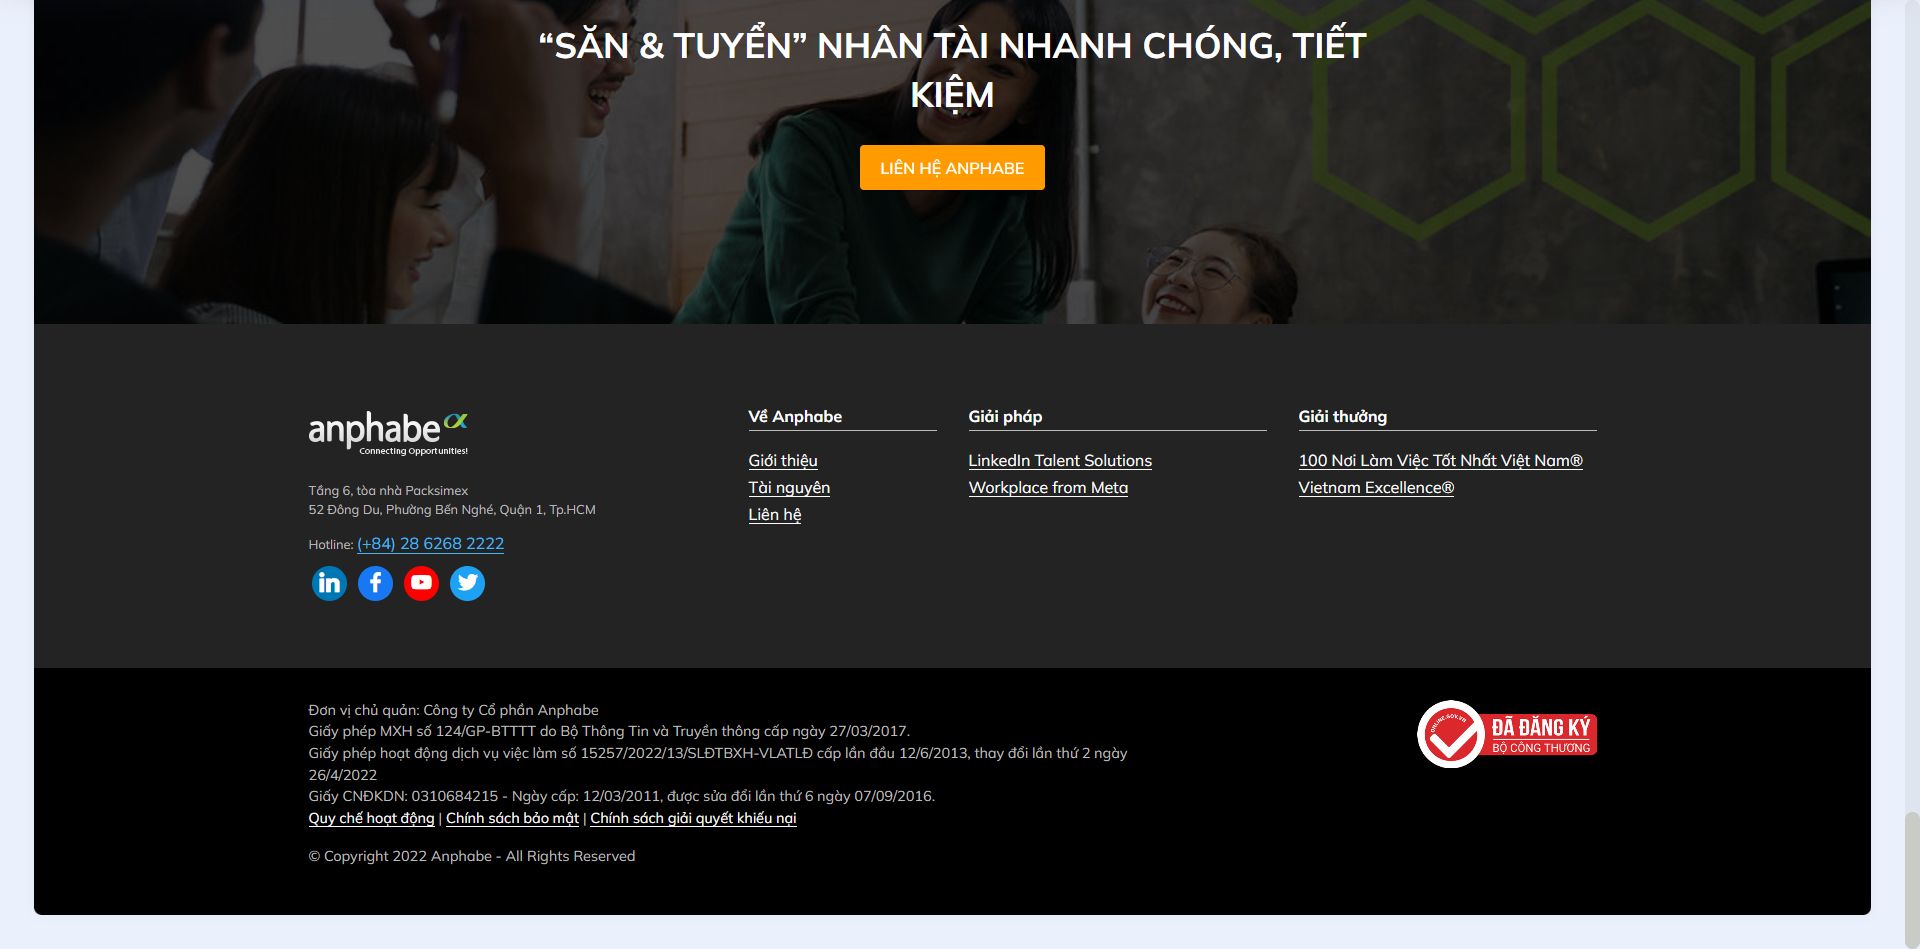 “SĂN & TUYỂN” NHÂN TÀI NHANH CHÓNG, TIẾT
KIỆM
LIÊN HỆ ANPHABE
anphabe
Connecting Opportunities!
Tầng 6, tòa nhà Packsimex
52 Đông Du, Phường Bến Nghé, Quận 1, Tp.HCM
Hotline: (+84) 28 6268 2222
Về Anphabe
Giới thiệu
Tài nguyên
Liên hệ
Giải pháp
LinkedIn Talent Solutions
Workplace from Meta
Giải thưởng
100 Nơi Làm Việc Tốt Nhất Việt Nam®
Vietnam Excellence®
Đơn vị chủ quản: Công ty Cổ phần Anphabe
Giấy phép MXH số 124/GP-BTTTT do Bộ Thông Tin và Truyền thông cấp ngày 27/03/2017.
Giấy phép hoạt động dịch vụ việc làm số 15257/2022/13/SLĐTBXH-VLATLĐ cấp lần đầu 12/6/2013, thay đổi lần thứ 2 ngày
26/4/2022
Giấy CNĐKDN: 0310684215 - Ngày cấp: 12/03/2011, được sửa đổi lần thứ 6 ngày 07/09/2016.
Quy chế hoạt động | Chính sách bảo mật | Chính sách giải quyết khiếu nại
© Copyright 2022 Anphabe - All Rights Reserved
ONLINE.GOV.VN
ĐÃ ĐĂNG KÝ
BỘ CÔNG THƯƠNG